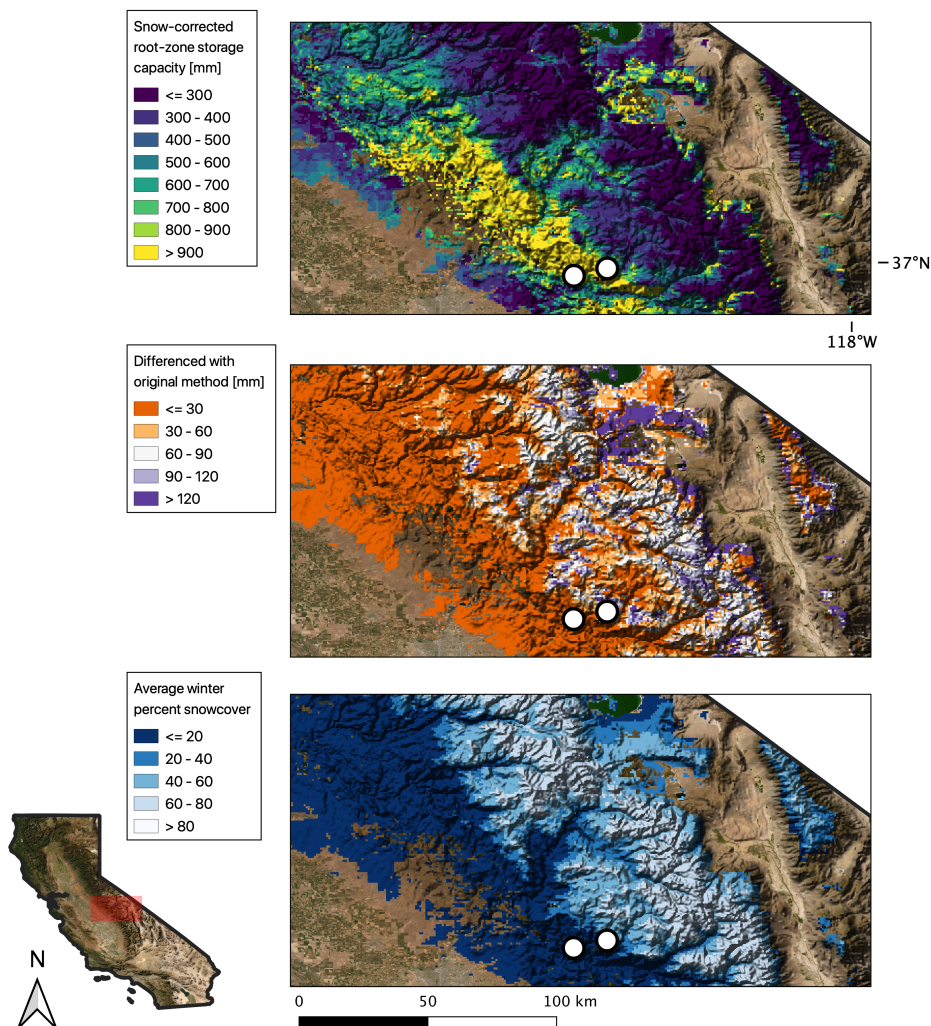 Snow-corrected
root-zone storage
capacity [mm]
<= 300
300 - 400
400 - 500
500 - 600
600 - 700
700 - 800
800 - 900
> 900
37°N
118°W
Differenced with
original method [mm]
<= 30
30 - 60
60 - 90
90 - 120
> 120
Average winter
percent snowcover
<= 20
20 - 40
40 - 60
60 - 80
> 80
N
0 50 100 km